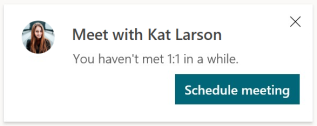 Meet with Kat Larson
You haven't met 1:1 in a while.
Schedule meeting